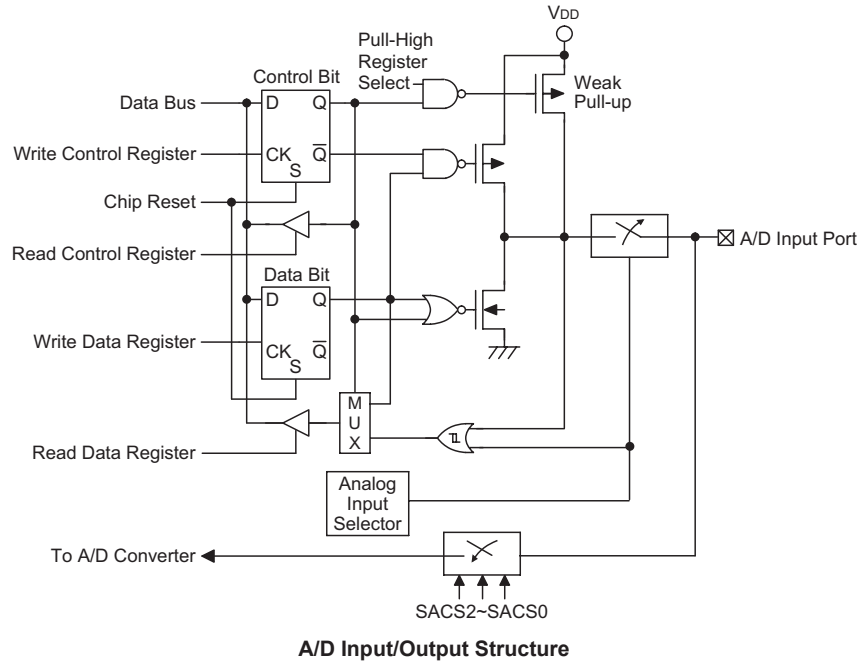 VDD
Pull-High
Register
Select
Control Bit
Weak
Pull-up
Data Bus
D
Q
Write Control Register
CK
Q
S
Chip Reset
Read Control Register
A/D Input Port
Data Bit
D
Q
Write Data Register
CK
Q
S
M
U
X
Read Data Register
Analog
Input
Selector
To A/D Converter
SACS2~SACS0
A/D Input/Output Structure